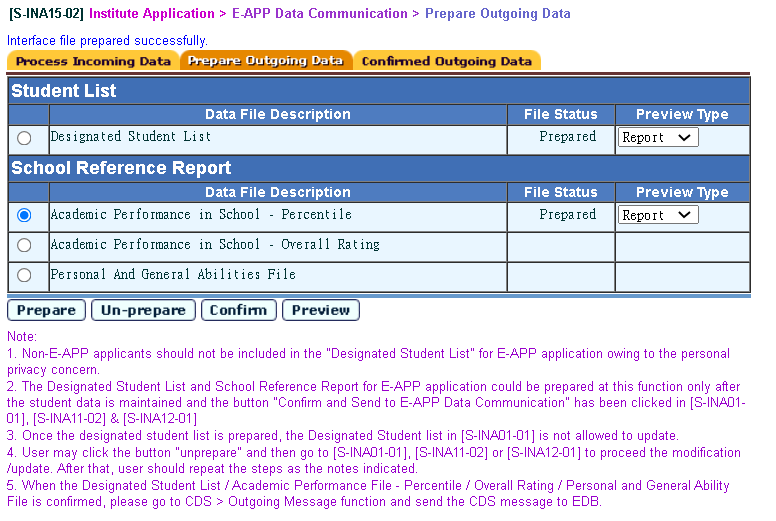 [S-INA15-02] Institute Application > E-APP Data Communication > Prepare Outgoing Data
Interface file prepared successfully.
Process Incoming Data Prepare Outgoing Data Confirmed Outgoing Data
Student List
Data File Description File Status Preview Type
Designated Student List Prepared Report
School Reference Report
Data File Description File Status Preview Type
Academic Performance in School - Percentile Prepared Report
Academic Performance in School - Overall Rating
Personal And General Abilities File
Prepare Un-prepare Confirm Preview
Note:
1. Non-E-APP applicants should not be included in the "Designated Student List" for E-APP application owing to the personal
privacy concern.
2. The Designated Student List and School Reference Report for E-APP application could be prepared at this function only after
the student data is maintained and the button "Confirm and Send to E-APP Data Communication" has been clicked in [S-INA01-
01], [S-INA11-02] & [S-INA12-01]
3. Once the designated student list is prepared, the Designated Student list in [S-INA01-01] is not allowed to update.
4. User may click the button "unprepare" and then go to [S-INA01-01], [S-INA11-02] or [S-INA12-01] to proceed the modification
/update. After that, user should repeat the steps as the notes indicated.
5. When the Designated Student List / Academic Performance File - Percentile / Overall Rating / Personal and General Ability
File is confirmed, please go to CDS > Outgoing Message function and send the CDS message to EDB.